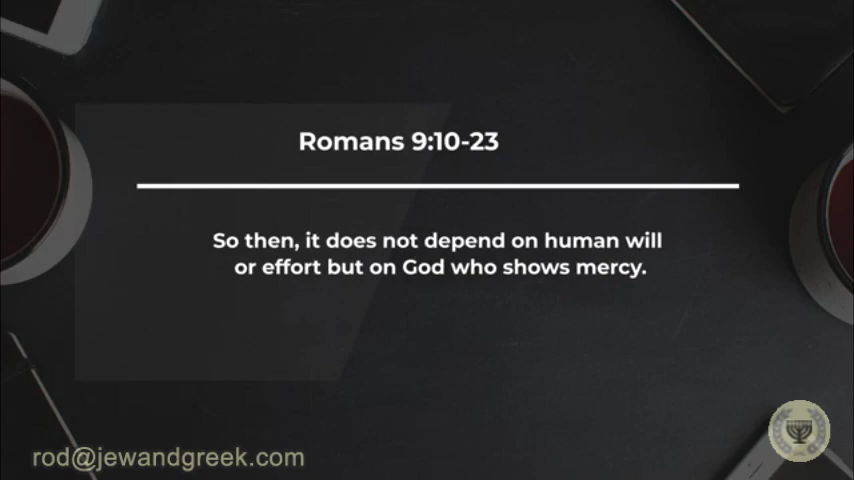 Romans 9:10-23
So then, it does not depend on human will
or effort but on God who shows mercy.
rod@jewandgreek.com